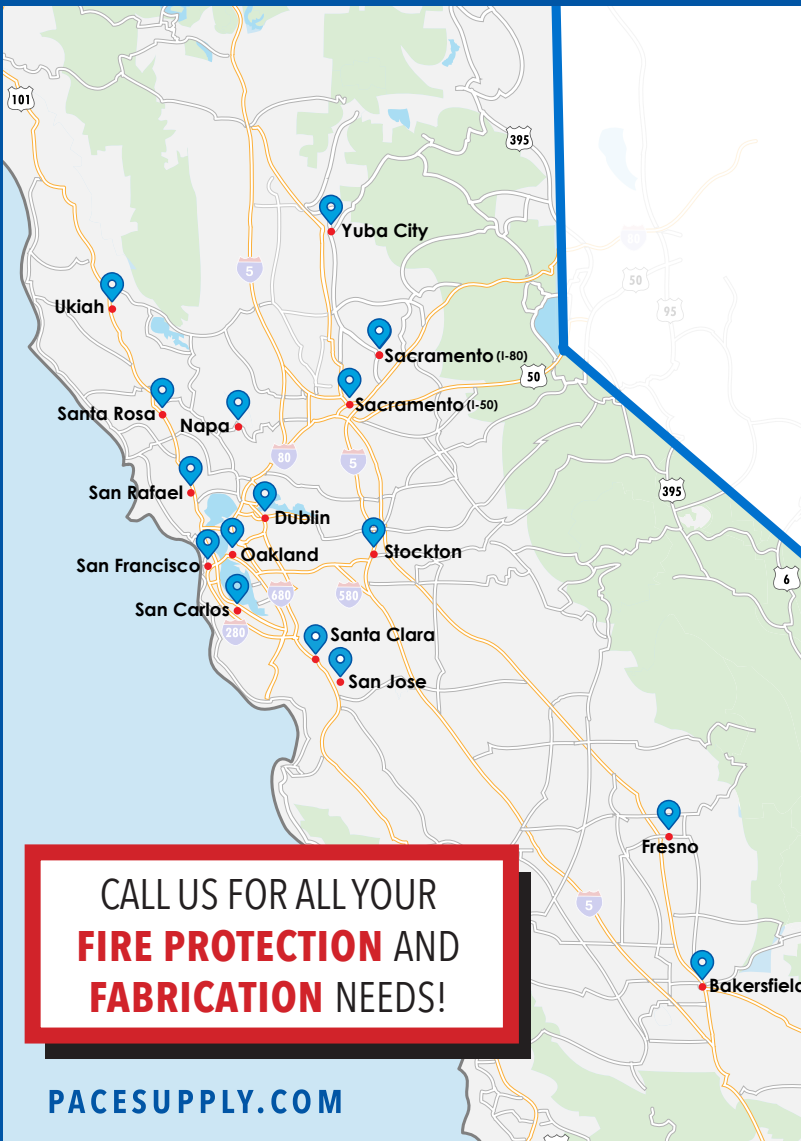 101
395
Yuba City
5
80
50
95
Ukiah
Sacramento (I-80)
50
Sacramento (I-50)
Santa Rosa
Napa
80
5
San Rafael
395
Dublin
Oakland
Stockton
San Francisco
6
680
580
San Carlos
280
Santa Clara
San Jose
Fresno
5
Bakersfield
CALL US FOR ALL YOUR
FIRE PROTECTION AND
FABRICATION NEEDS!
PACESUPPLY.COM